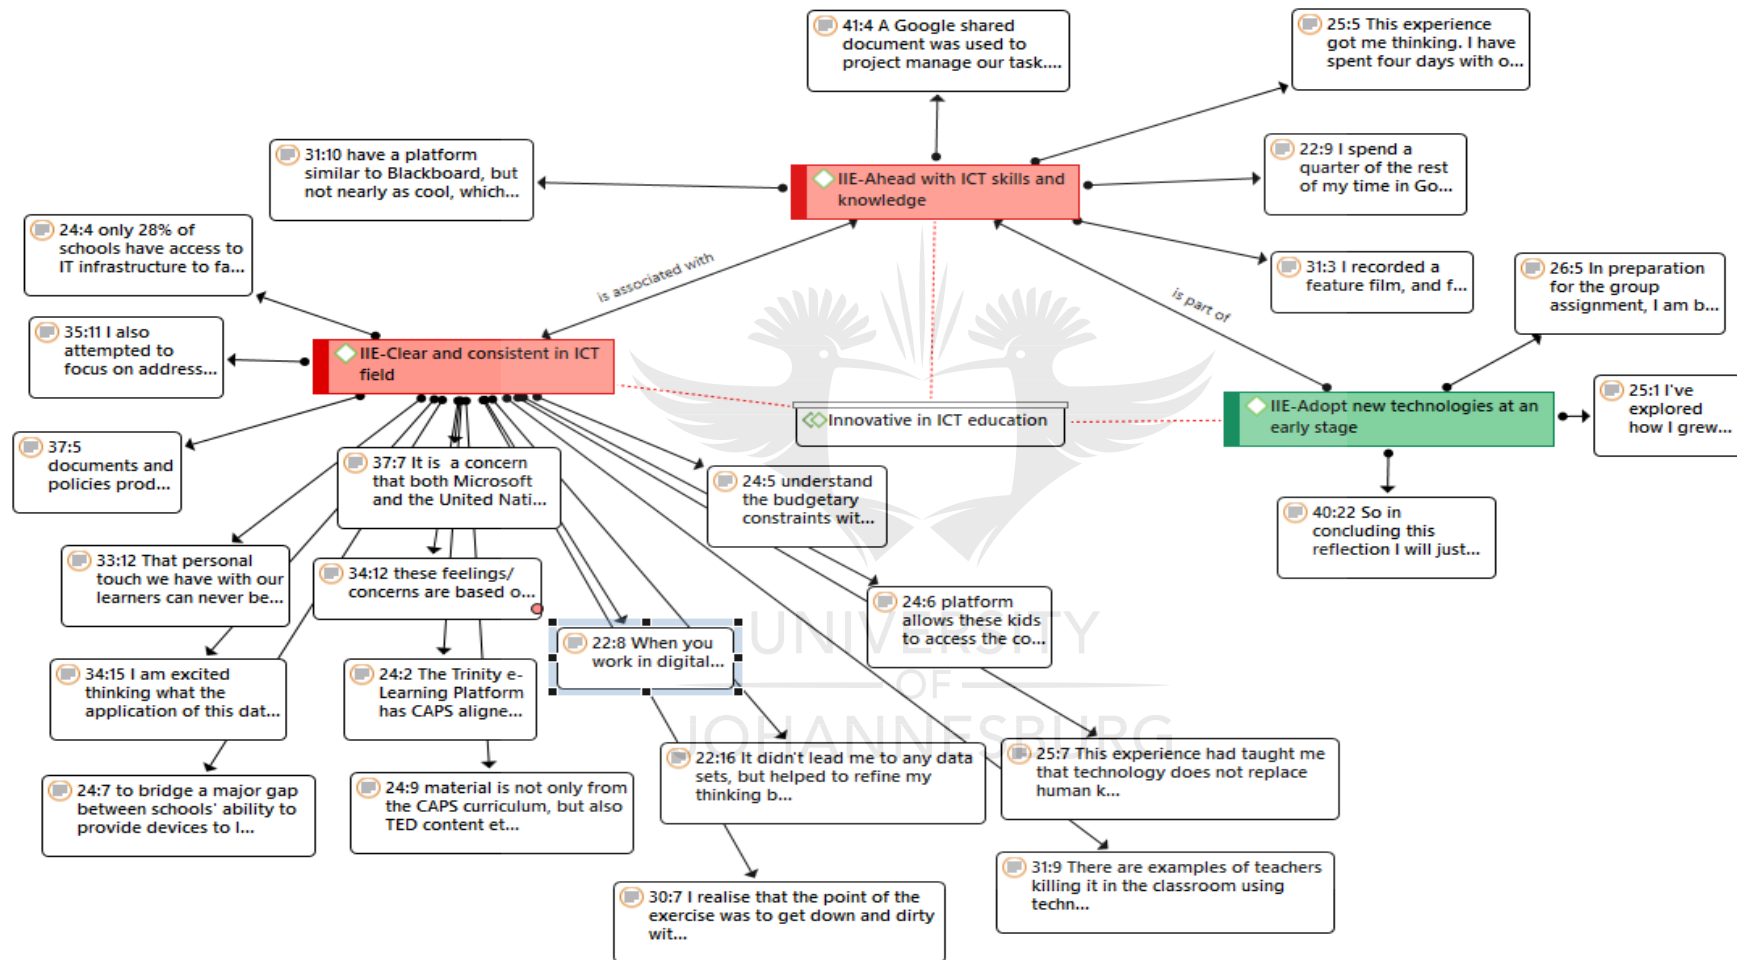 41:4 A Google shared
document was used to
project manage our task....
25:5 This experience
got me thinking. I have
spent four days with o...
31:10 have a platform
similar to Blackboard, but
not nearly as cool, which...
22:9 I spend a
quarter of the rest
of my time in Go...
IIE-Ahead with ICT skills and
knowledge
24:4 only 28% of
schools have access to
IT infrastructure to fa...
is associated with
31:3 I recorded a
feature film, and f...
26:5 In preparation
for the group
assignment, I am b...
is part of
35:11 I also
attempted to
focus on address...
IIE-Clear and consistent in ICT
field
Innovative in ICT education
IIE-Adopt new technologies at an
early stage
25:1 I've
explored
how I grew...
37:5
documents and
policies prod...
37:7 It is  a concern
that both Microsoft
and the United Nati...
24:5 understand
the budgetary
constraints wit...
40:22 So in
concluding this
reflection I will just...
33:12 That personal
touch we have with our
learners can never be...
34:12 these feelings/
concerns are based o...
24:6 platform
allows these kids
to access the co...
22:8 When you
work in digital...
UNIVERSITY
OF
JOHANNESBURG
34:15 I am excited
thinking what the
application of this dat...
24:2 The Trinity e-
Learning Platform
has CAPS aligne...
22:16 It didn't lead me to any data
sets, but helped to refine my
thinking b...
25:7 This experience had taught me
that technology does not replace
human k...
24:7 to bridge a major gap
between schools' ability to
provide devices to l...
24:9 material is not only from
the CAPS curriculum, but also
TED content et...
31:9 There are examples of teachers
killing it in the classroom using
techn...
30:7 I realise that the point of the
exercise was to get down and dirty
wit...